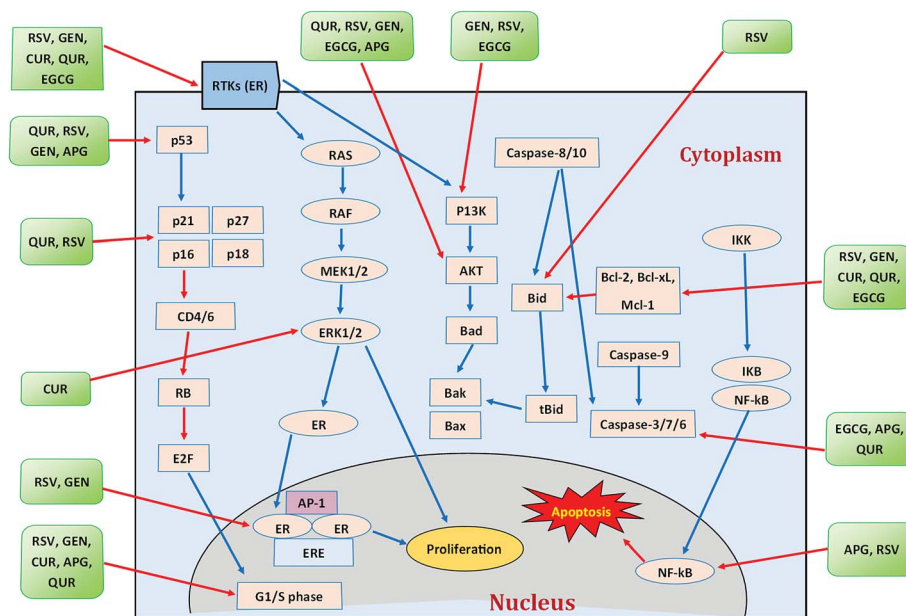 RSV, GEN,
CUR, QUR,
EGCG
QUR, RSV, GEN,
EGCG, APG
GEN, RSV,
EGCG
RSV
RTKs (ER)
QUR, RSV,
GEN, APG
p53
RAS
Caspase-8/10
Cytoplasm
p21
p27
RAF
P13K
QUR, RSV
p16
p18
IKK
MEK1/2
AKT
Bid
Bcl-2, Bcl-xL,
Mcl-1
RSV, GEN,
CUR, QUR,
EGCG
CD4/6
ERK1/2
Bad
Caspase-9
CUR
RB
Bak
tBid
IKB
NF-kB
ER
Bax
Caspase-3/7/6
EGCG, APG,
QUR
E2F
RSV, GEN
AP-1
ER
ER
ERE
Apoptosis
Proliferation
RSV, GEN,
CUR, APG,
QUR
NF-kB
APG, RSV
G1/S phase
Nucleus